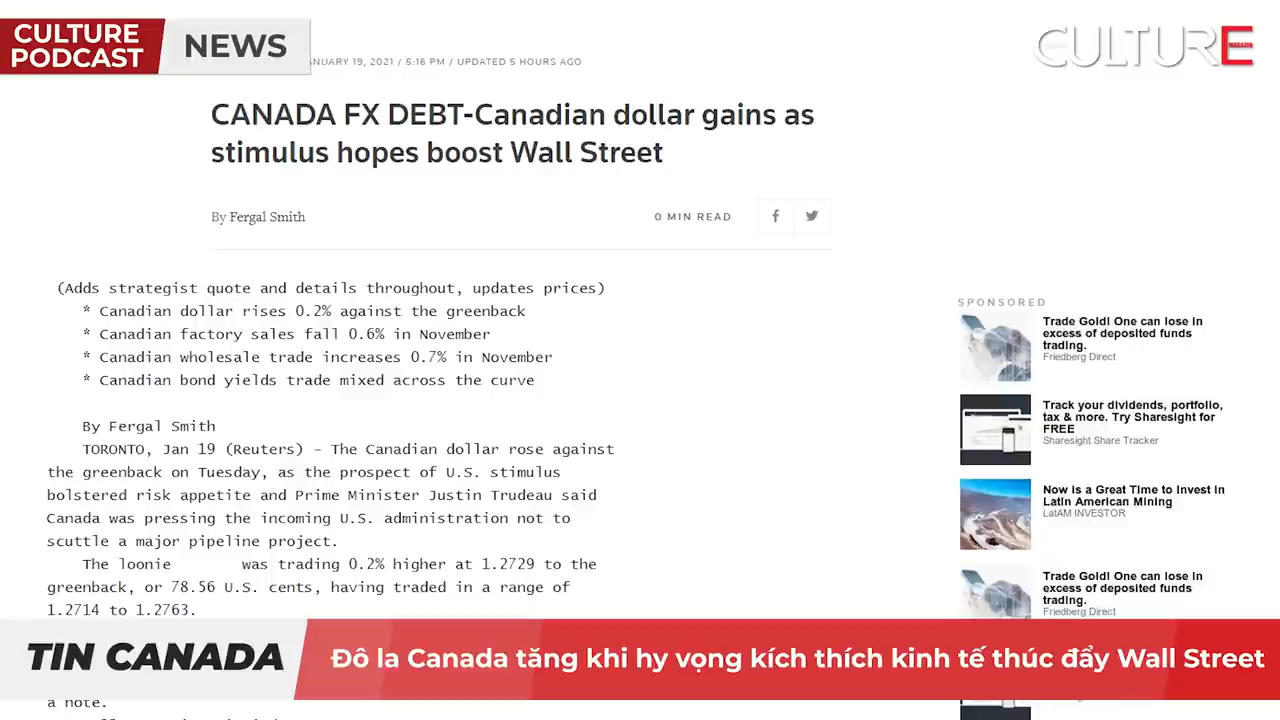 CULTURE
PODCAST
NEWS
CULTURE
MAGAZIN
ANUARY 19, 2021 / 5:16 PM / UPDATED 5 HOURS AGO
CANADA FX DEBT-Canadian dollar gains as
stimulus hopes boost Wall Street
By Fergal Smith
0 MIN READ
(Adds strategist quote and details throughout, updates prices)
* Canadian dollar rises 0.2% against the greenback
* Canadian factory sales fall 0.6% in November
* Canadian wholesale trade increases 0.7% in November
* Canadian bond yields trade mixed across the curve
By Fergal Smith
TORONTO, Jan 19 (Reuters) - The Canadian dollar rose against
the greenback on Tuesday, as the prospect of U.S. stimulus
bolstered risk appetite and Prime Minister Justin Trudeau said
Canada was pressing the incoming U.S. administration not to
scuttle a major pipeline project.
The loonie was trading 0.2% higher at 1.2729 to the
greenback, or 78.56 U.S. cents, having traded in a range of
1.2714 to 1.2763.
a note.
SPONSORED
Trade Gold! One can lose in
excess of deposited funds
trading.
Friedberg Direct
Track your dividends, portfolio,
tax & more. Try Sharesight for
FREE
Sharesight Share Tracker
Now is a Great Time to Invest in
Latin American Mining
LatAM INVESTOR
Trade Gold! One can lose in
excess of deposited funds
trading.
Friedberg Direct
TIN CANADA
Đô la Canada tăng khi hy vọng kích thích kinh tế thúc đẩy Wall Street